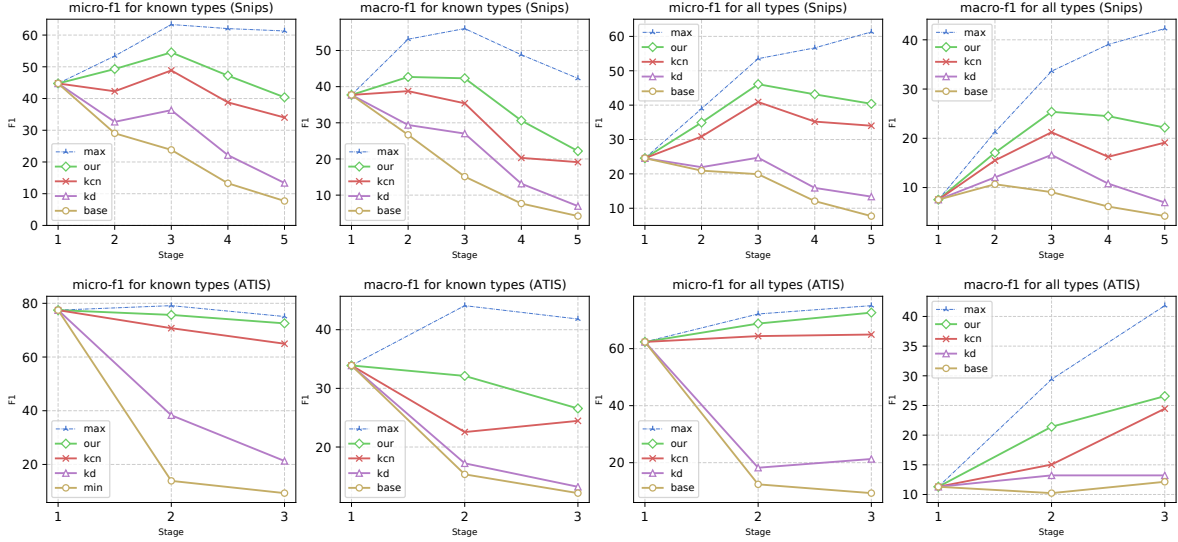 micro-f1 for known types (Snips)
F1
60
50
40
30
20
10
0
max
our
kcn
kd
base
1 2 3 4 5
Stage
macro-f1 for known types (Snips)
F1
50
40
30
20
10
max
our
kcn
kd
base
1 2 3 4 5
Stage
micro-f1 for all types (Snips)
F1
60
50
40
30
20
10
max
our
kcn
kd
base
1 2 3 4 5
Stage
macro-f1 for all types (Snips)
F1
40
30
20
10
max
our
kcn
kd
base
1 2 3 4 5
Stage
micro-f1 for known types (ATIS)
F1
80
60
40
20
max
our
kcn
kd
min
1 2 3
Stage
macro-f1 for known types (ATIS)
F1
40
30
20
max
our
kcn
kd
base
1 2 3
Stage
micro-f1 for all types (ATIS)
F1
60
40
20
max
our
kcn
kd
base
1 2 3
Stage
macro-f1 for all types (ATIS)
F1
40
35
30
25
20
15
10
max
our
kcn
kd
base
1 2 3
Stage